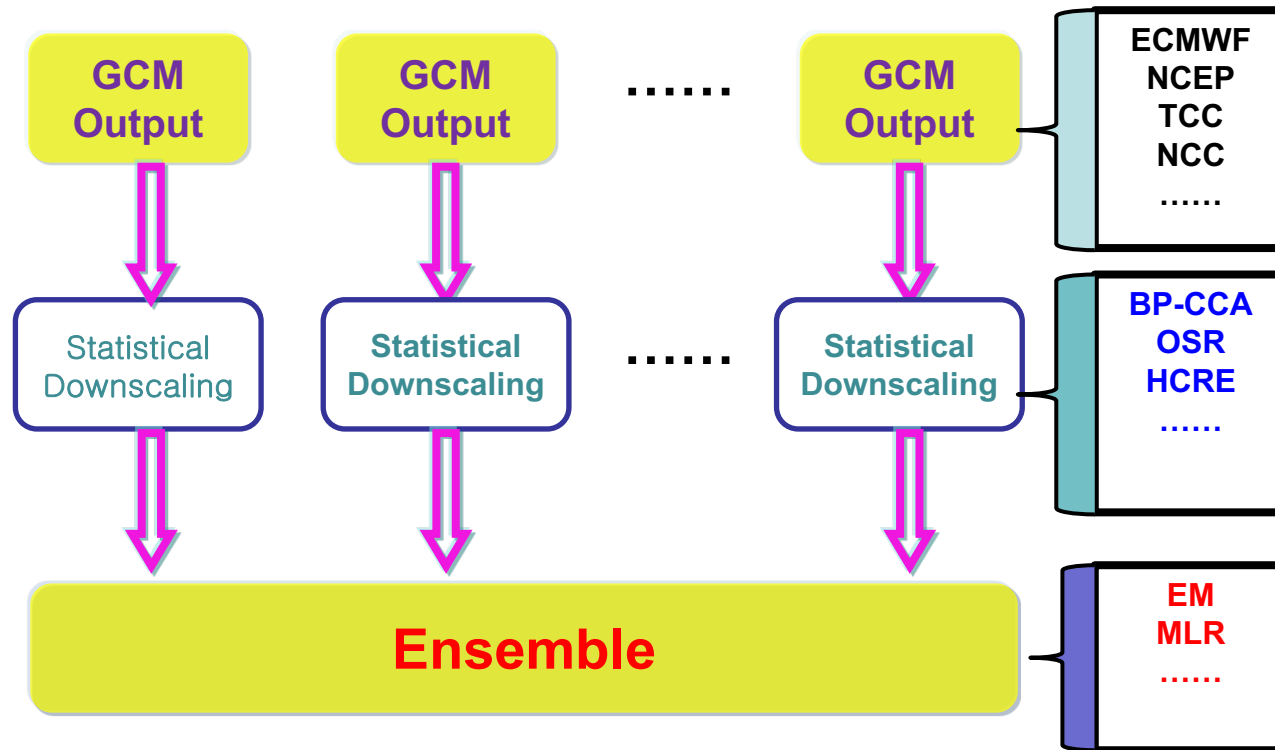 GCM
Output
GCM
Output
......
GCM
Output
ECMWF
NCEP
TCC
NCC
......
Statistical
Downscaling
Statistical
Downscaling
......
Statistical
Downscaling
BP-CCA
OSR
HCRE
......
Ensemble
EM
MLR
......